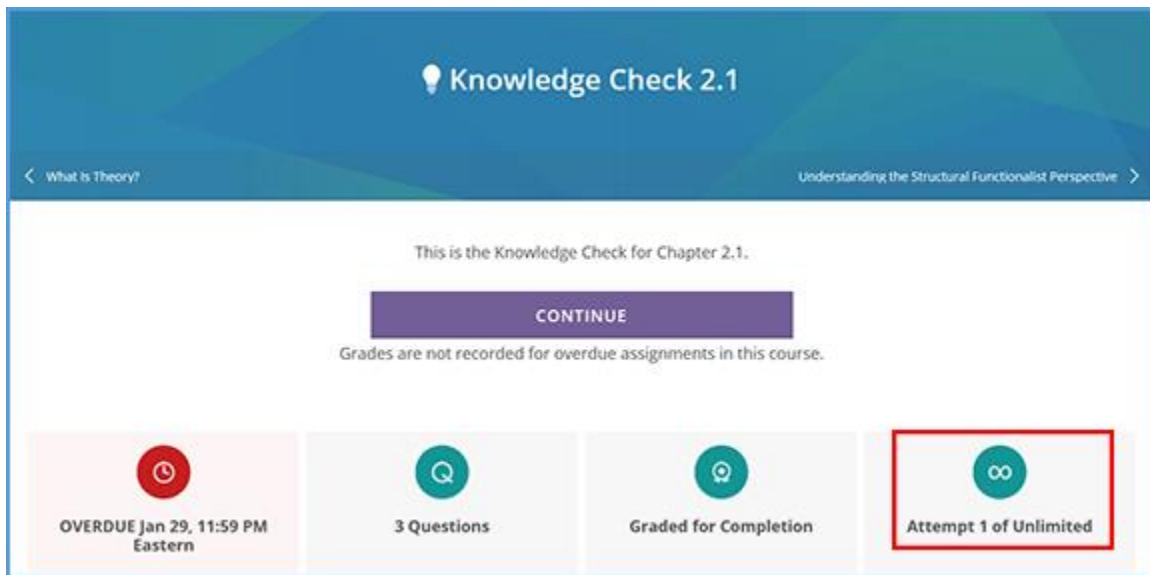 Knowledge Check 2.1
What Is Theory?
Understanding the Structural Functionalist Perspective
This is the Knowledge Check for Chapter 2.1.
CONTINUE
Grades are not recorded for overdue assignments in this course.
OVERDUE Jan 29, 11:59 PM
Eastern
3 Questions
Graded for Completion
Attempt 1 of Unlimited